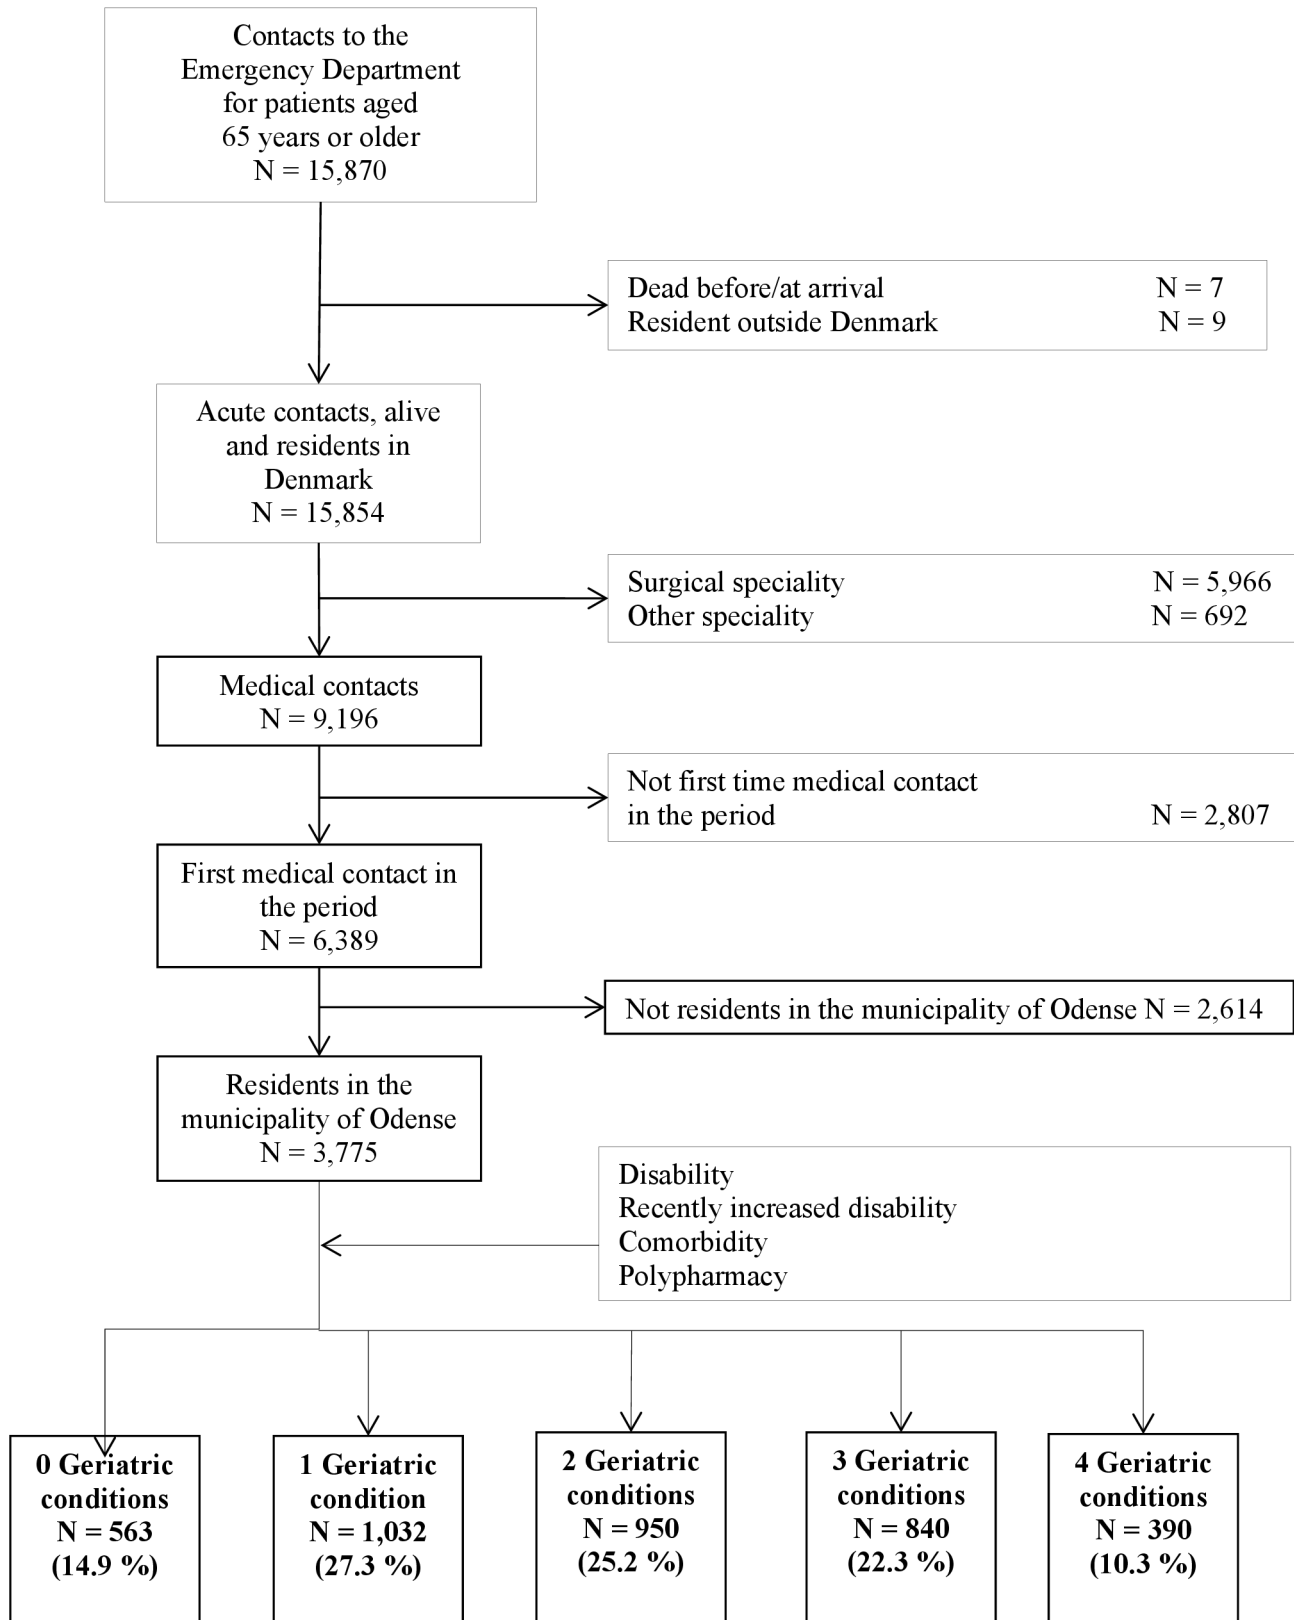 Contacts to the
Emergency Department
for patients aged
65 years or older
N = 15,870
Dead before/at arrival N = 7
Resident outside Denmark N = 9
Acute contacts, alive
and residents in
Denmark
N = 15,854
Surgical speciality N = 5,966
Other speciality N = 692
Medical contacts
N = 9,196
Not first time medical contact
in the period N = 2,807
First medical contact in
the period
N = 6,389
Not residents in the municipality of Odense N = 2,614
Residents in the
municipality of Odense
N = 3,775
Disability
Recently increased disability
Comorbidity
Polypharmacy
0 Geriatric
conditions
N = 563
(14.9 %)
1 Geriatric
condition
N = 1,032
(27.3 %)
2 Geriatric
conditions
N = 950
(25.2 %)
3 Geriatric
conditions
N = 840
(22.3 %)
4 Geriatric
conditions
N = 390
(10.3 %)